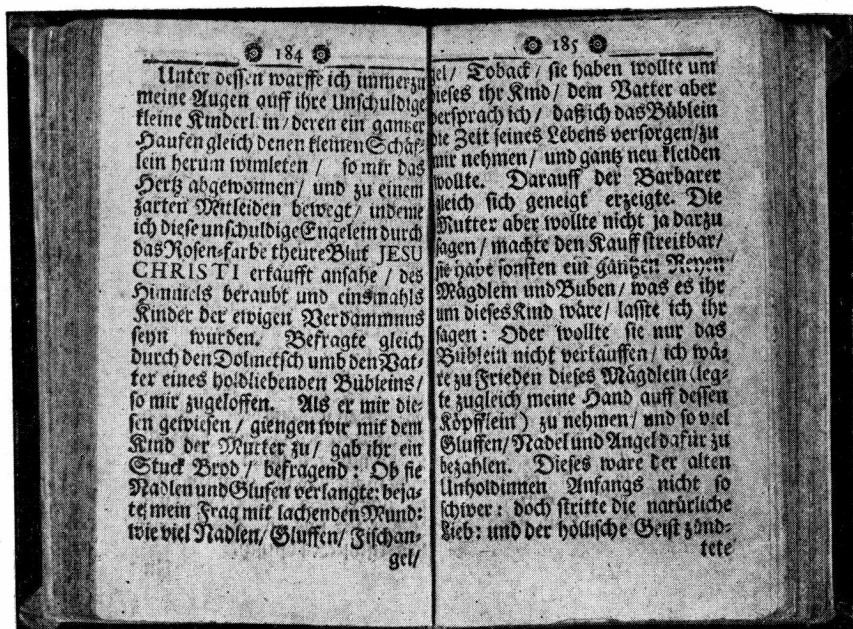 184
Unter dessen warffe ich immerzu
meine Augen auff ihre Unschuldige
kleine Kinderlein / deren ein gantzer
Haufen gleich denen kleinen Schäf-
lein herum wimleten / so mir das
Hertz abgewonnen / und zu einem
zarten Mitleiden bewegt / indeme
ich diese unschuldige Engelein durch
das Rosen-farbe theure Blut JESU
CHRISTI erkaufft ansahe / des
Himmels beraubt und einsmahls
Kinder der ewigen Verdammnus
seyn wurden. Befragte gleich
durch den Dolmetsch umb den Vat-
ter eines holdliebenden Bübleins /
so mir zugeloffen. Als er mir die-
sen gewiesen / giengen wir mit dem
Kind der Mutter zu / gab ihr ein
Stuck Brod / befragend: Ob sie
Nadlen und Glufen verlangte: beja-
te mein Frag mit lachenden Mund:
wie viel Nadlen / Gluffen / Fischan-
gel /
185
gel / Toback / sie haben wollte um
dieses ihr Kind / dem Vatter aber
versprach ich / daß ich das Büblein
die Zeit seines Lebens versorgen / zu
mir nehmen / und gantz neu kleiden
wollte. Darauff der Barbarer
gleich sich geneigt erzeigte. Die
Mutter aber wollte nicht ja darzu
sagen / machte den Kauff streitbar /
sie habe sonsten ein gantzen Reyen
Mägdlein und Buben / was es ihr
um dieses Kind wäre / lasste ich ihr
sagen: Oder wollte sie nur das
Büblein nicht verkauffen / ich wä-
re zu Frieden dieses Mägdlein (leg-
te zugleich meine Hand auff dessen
Köpfflein) zu nehmen / und so viel
Gluffen / Nadel und Angel dafür zu
bezahlen. Dieses ware der alten
Unholdinnen Anfangs nicht so
schwer: doch stritte die natürliche
Lieb: und der höllische Geist zünd-
tete